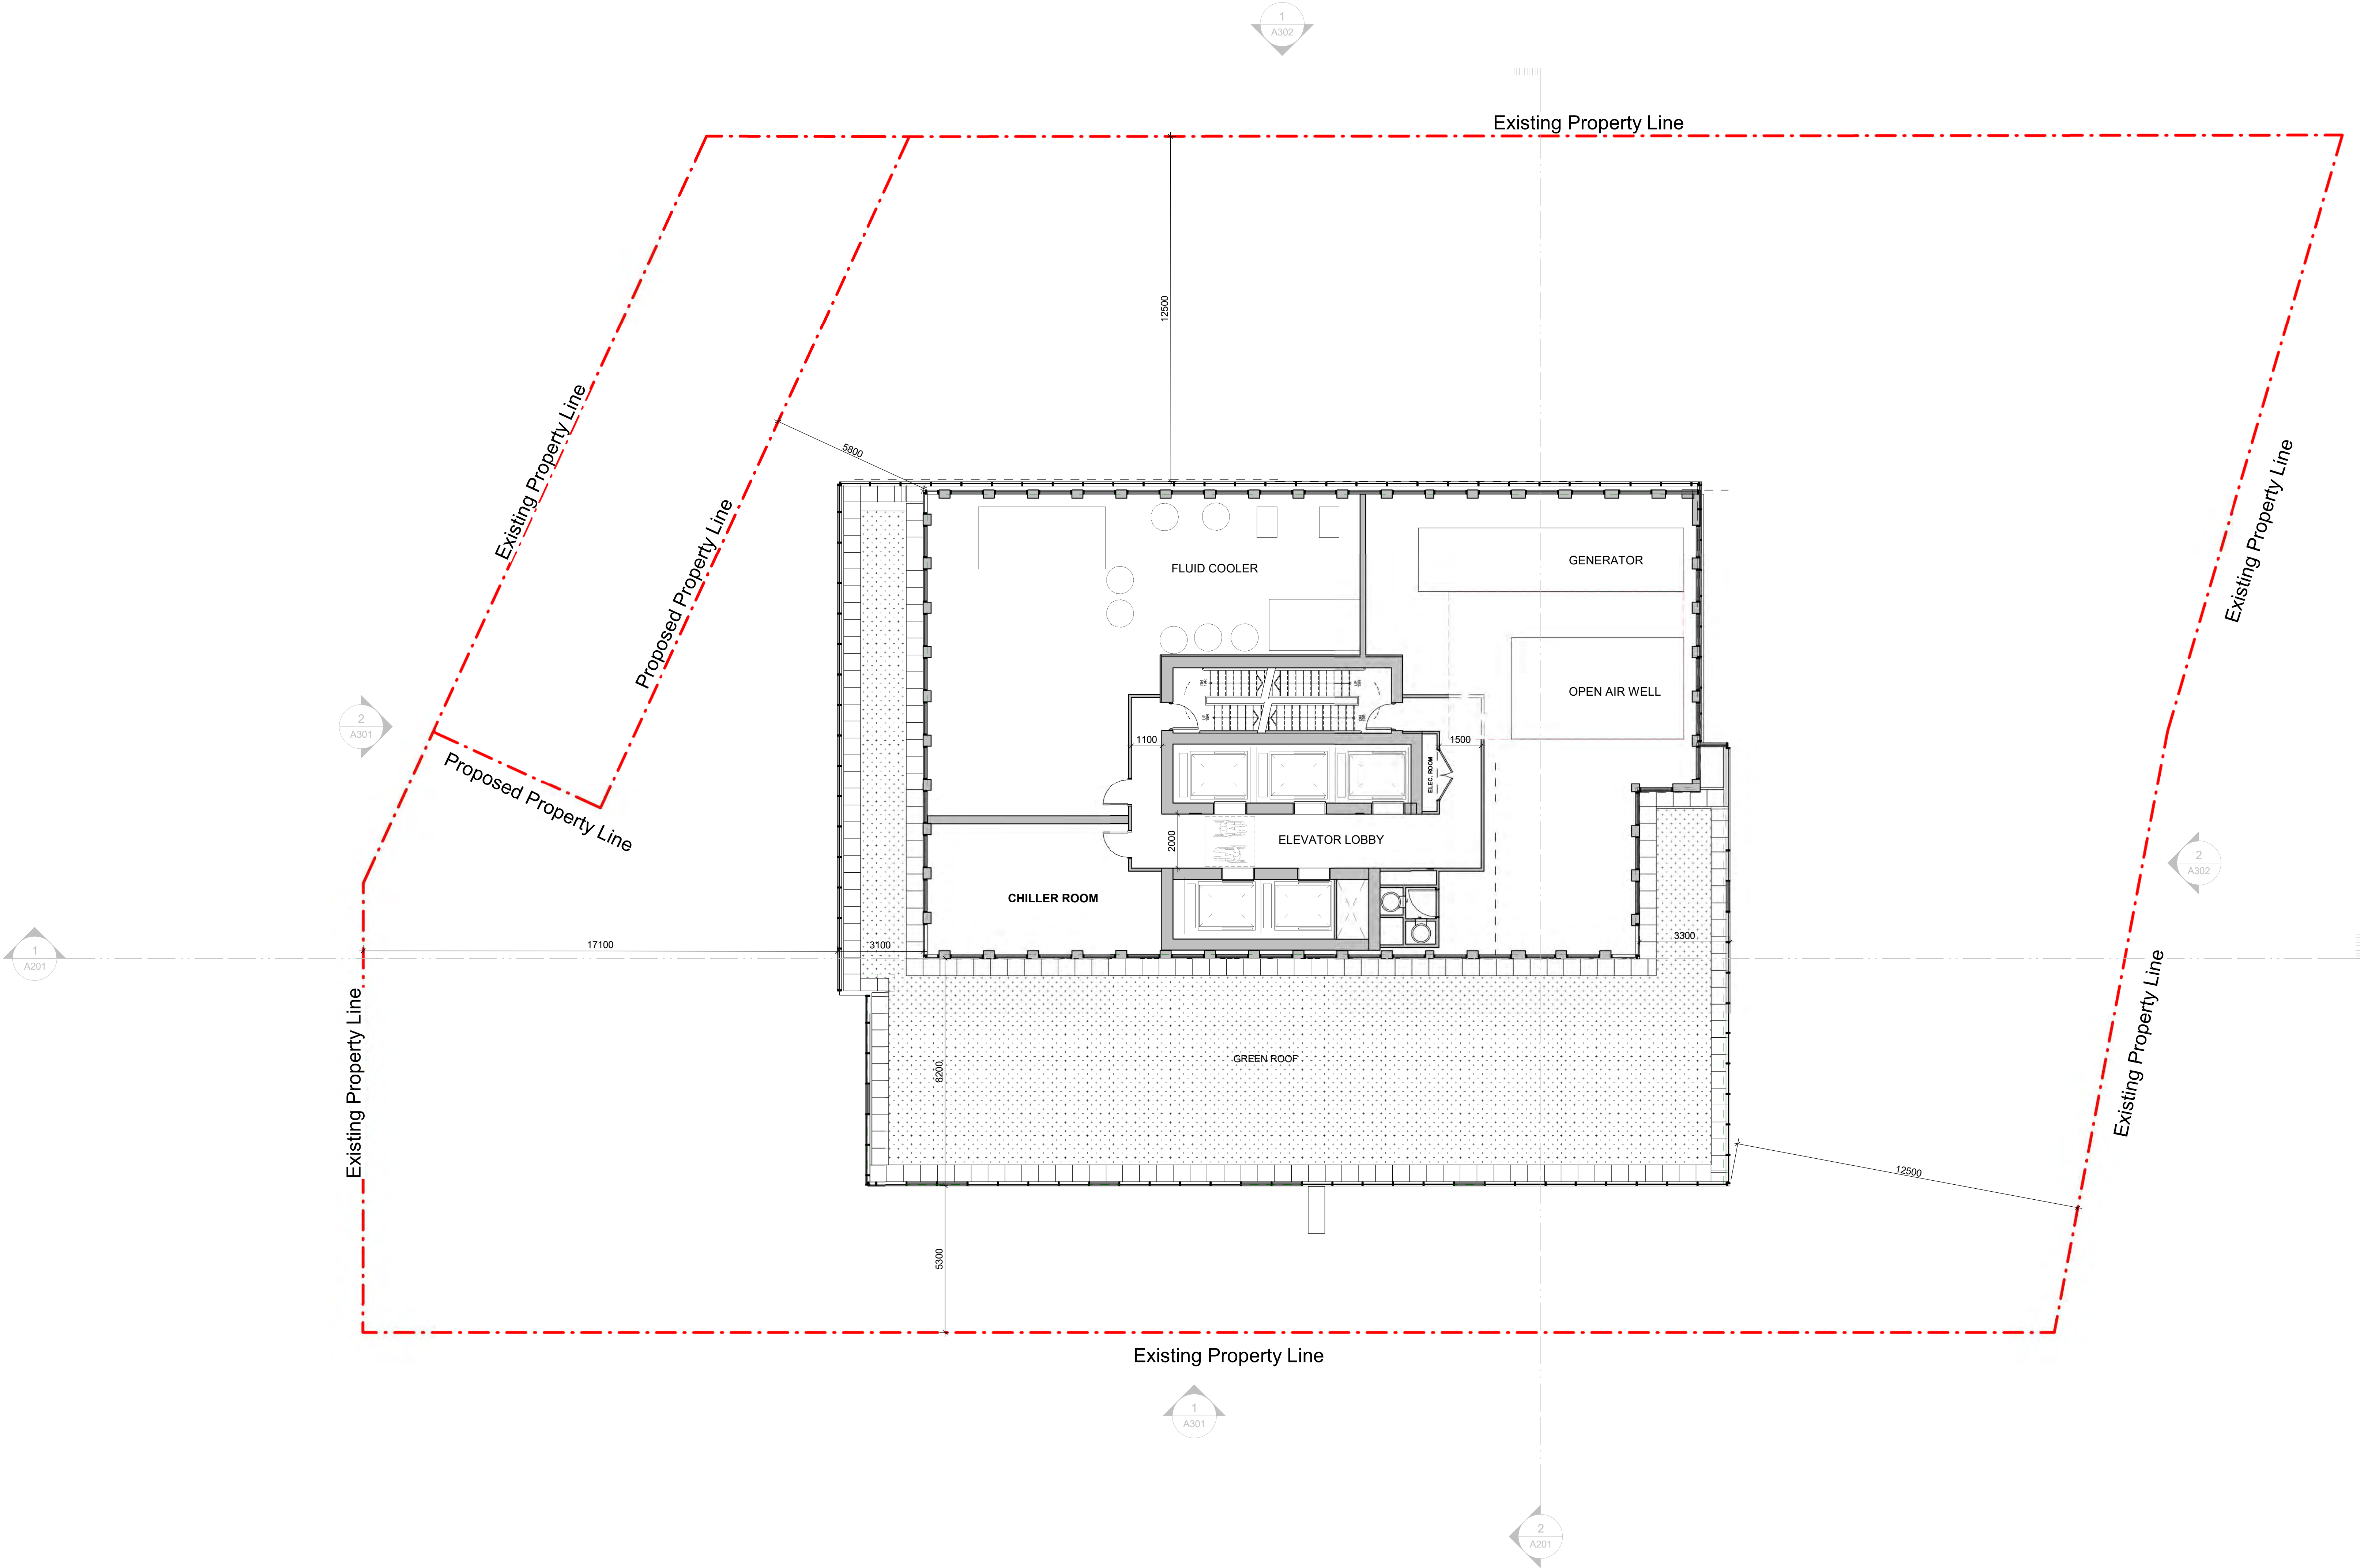 1
A302
Existing Property Line
12500
Existing Property Line
Existing Property Line
5800
Proposed Property Line
GENERATOR
FLUID COOLER
OPEN AIR WELL
2
A301
1100
1500
ELEC. ROOM
Proposed Property Line
2000
ELEVATOR LOBBY
2
A302
CHILLER ROOM
1
A201
17100
3100
3300
Existing Property Line
Existing Property Line
8200
GREEN ROOF
12500
5300
Existing Property Line
1
A301
2
A201